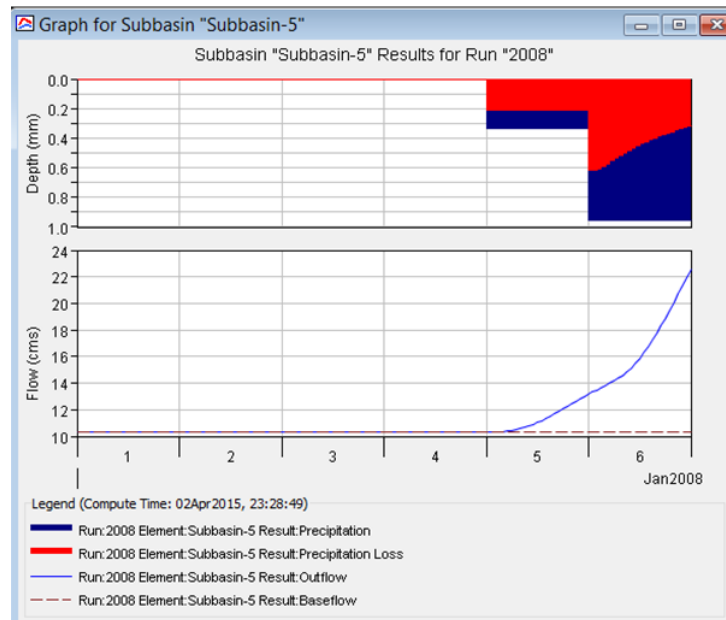 Graph for Subbasin "Subbasin-5"
Subbasin "Subbasin-5" Results for Run "2008"
0.0
0.2
0.4
0.6
0.8
1.0
Depth (mm)
24
22
20
18
16
14
12
10
Flow (cms)
1 2 3 4 5 6
Jan2008
Legend (Compute Time: 02Apr2015, 23:28:49)
Run:2008 Element:Subbasin-5 Result:Precipitation
Run:2008 Element:Subbasin-5 Result:Precipitation Loss
Run:2008 Element:Subbasin-5 Result:Outflow
Run:2008 Element:Subbasin-5 Result:Baseflow